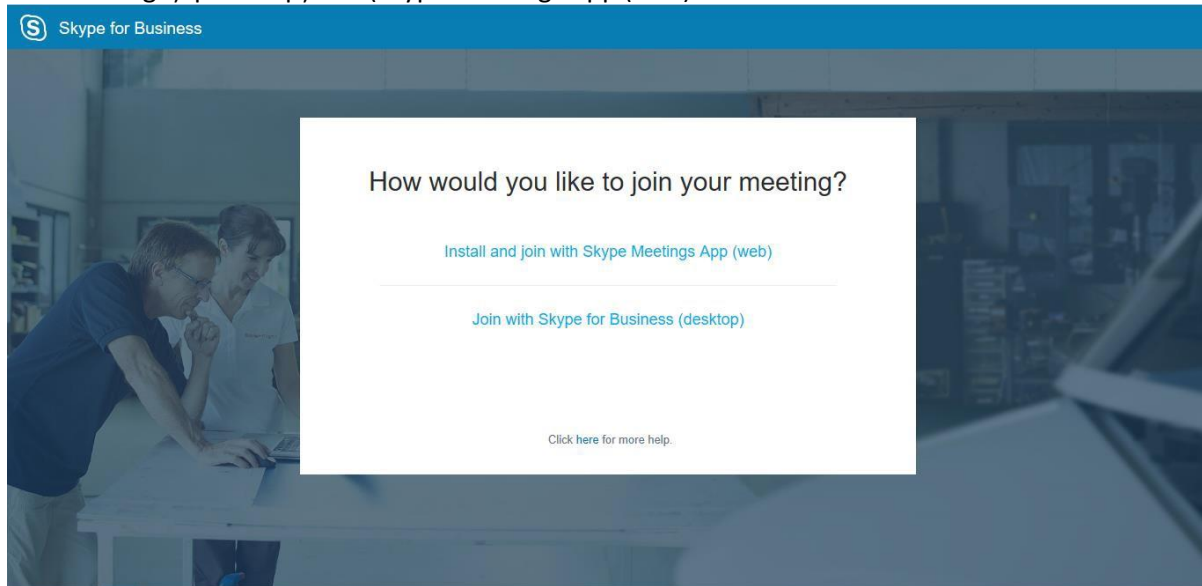 Skype for Business
How would you like to join your meeting?
Install and join with Skype Meetings App (web)
Join with Skype for Business (desktop)
Click here for more help.